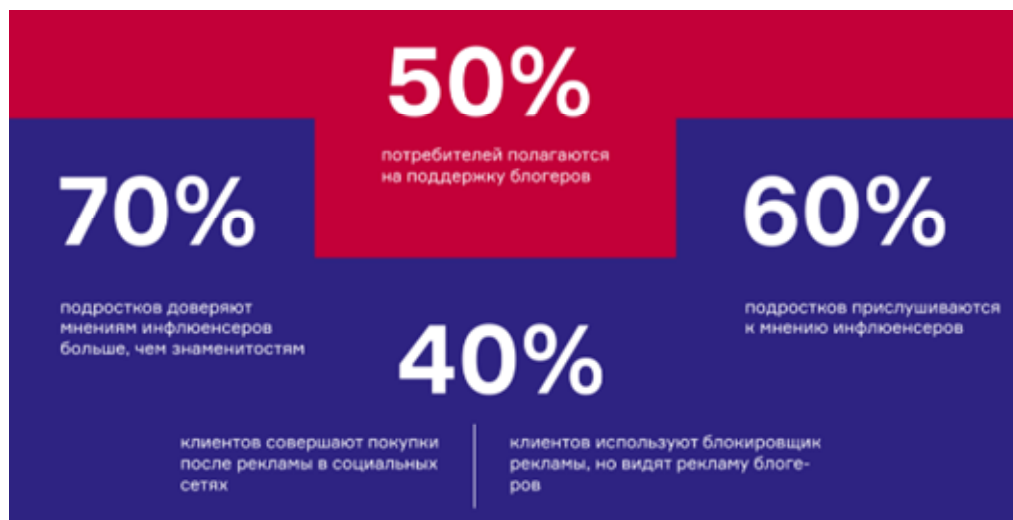 50%
потребителей полагаются
на поддержку блогеров
70%
подростков доверяют
мнениям инфлюенсеров
больше, чем знаменитостям
60%
подростков прислушиваются
к мнению инфлюенсеров
40%
клиентов совершают покупки
после рекламы в социальных
сетях
клиентов используют блокировщик
рекламы, но видят рекламу блоге-
ров